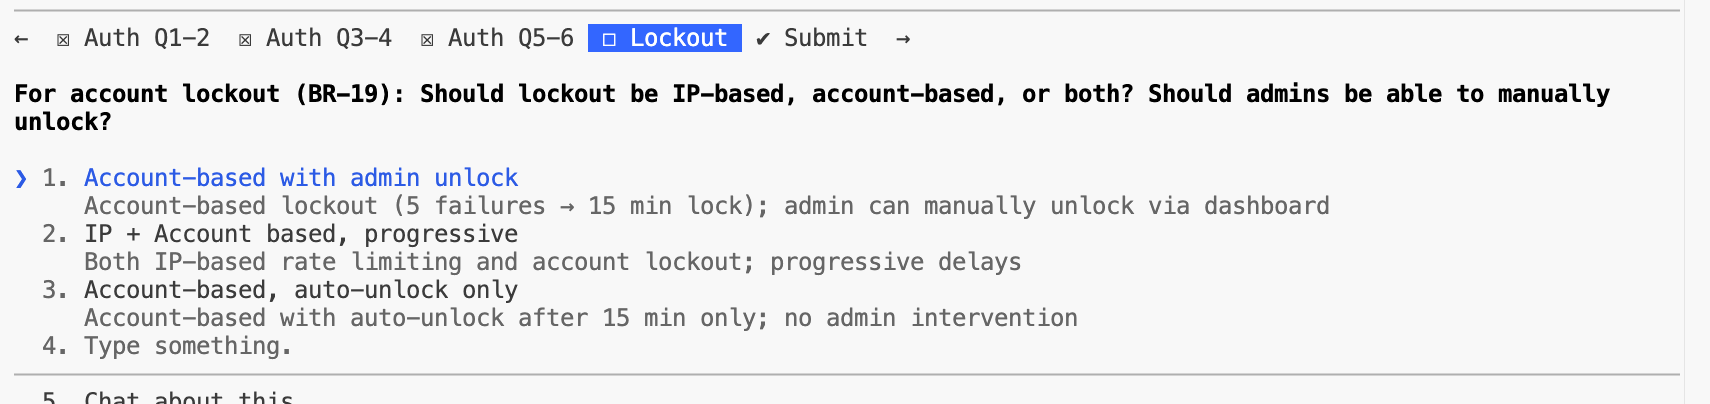 ← ☒ Auth Q1-2 ☒ Auth Q3-4 ☒ Auth Q5-6 □ Lockout ✔ Submit →
For account lockout (BR-19): Should lockout be IP-based, account-based, or both? Should admins be able to manually
unlock?
❯ 1. Account-based with admin unlock
Account-based lockout (5 failures → 15 min lock); admin can manually unlock via dashboard
2. IP + Account based, progressive
Both IP-based rate limiting and account lockout; progressive delays
3. Account-based, auto-unlock only
Account-based with auto-unlock after 15 min only; no admin intervention
4. Type something.
5. Chat about this